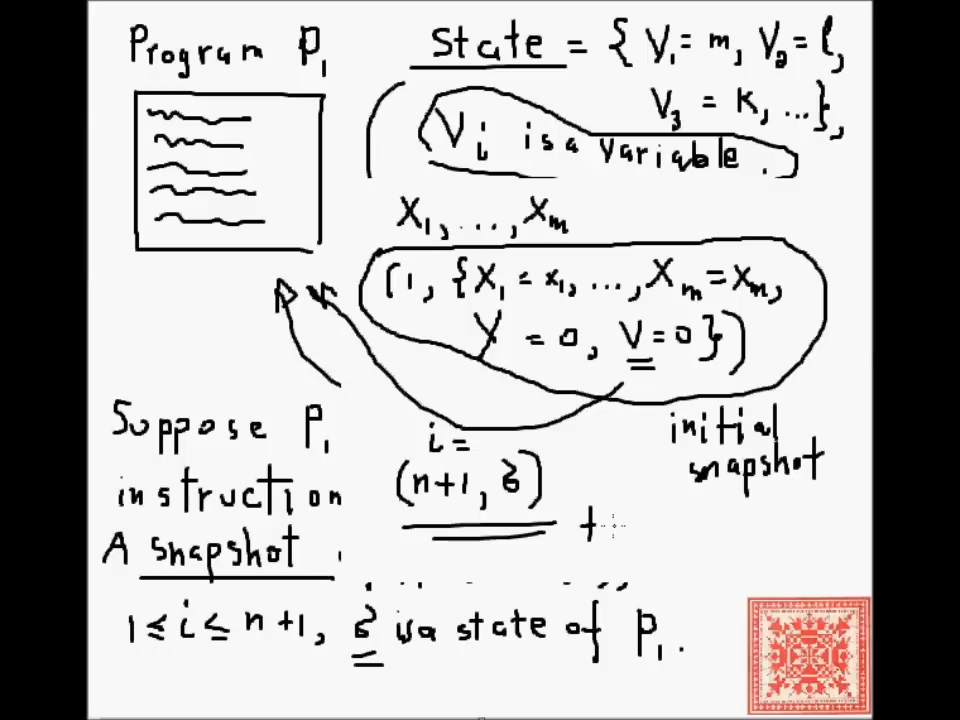 Program P₁
State = { V₁ = m, V₂ = l,
V₃ = K, ...},
Vᵢ is a variable.
X₁, ..., Xₘ
(1, {X₁ = x₁, ..., Xₘ = xₘ,
Y = 0, V = 0})
initial
snapshot
Suppose P₁
instruction
A snapshot
i =
(n+1, б)
t
1 ≤ i ≤ n+1, б is a state of P₁.